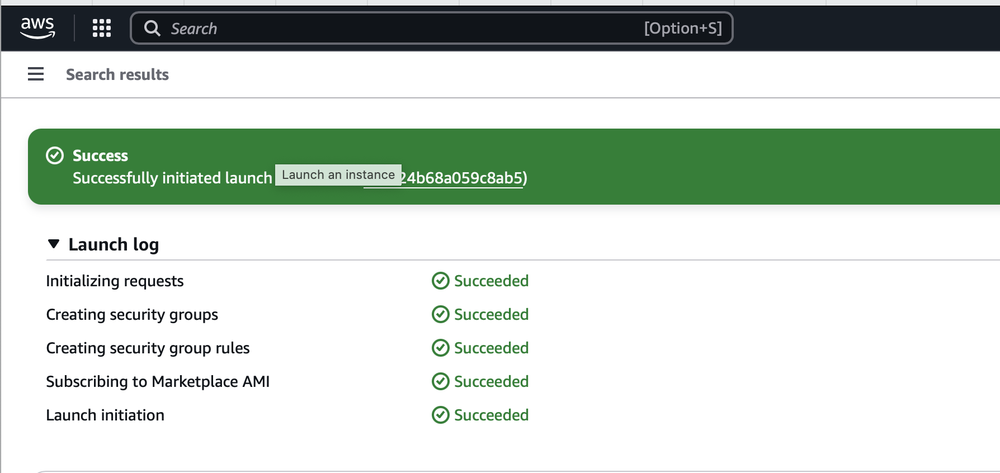 aws
Search [Option+S]
Search results
Success
Successfully initiated launch Launch an instance 24b68a059c8ab5)
Launch log
Initializing requests Succeeded
Creating security groups Succeeded
Creating security group rules Succeeded
Subscribing to Marketplace AMI Succeeded
Launch initiation Succeeded